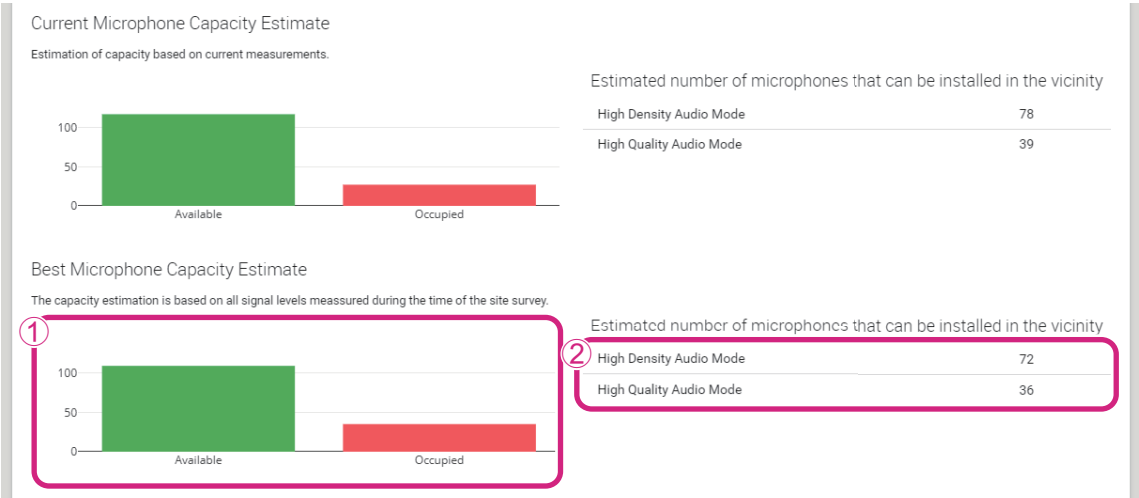 Current Microphone Capacity Estimate
Estimation of capacity based on current measurements.
Estimated number of microphones that can be installed in the vicinity
High Density Audio Mode 78
High Quality Audio Mode 39
100
50
0
Available Occupied
Best Microphone Capacity Estimate
The capacity estimation is based on all signal levels meassured during the time of the site survey.
① 
Estimated number of microphones that can be installed in the vicinity
②
High Density Audio Mode 72
High Quality Audio Mode 36
100
50
0
Available Occupied